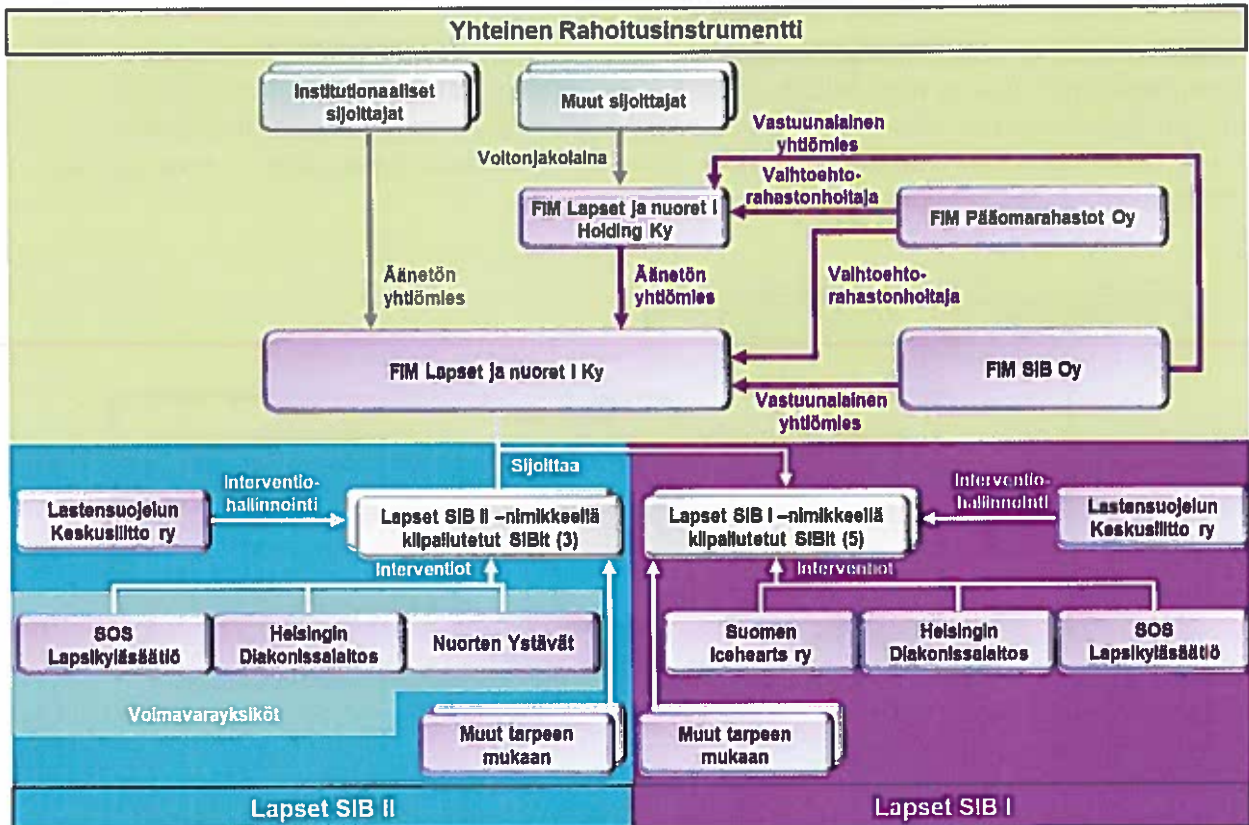 Yhteinen Rahoitusinstrumentti
Institutionaaliset
sijoittajat
Muut sijoittajat
Vastuunalainen
yhtiömies
Voitonjakolaina
Vaihtoehto-
rahastonhoitaja
FIM Lapset ja nuoret I
Holding Ky
FIM Pääomarahastot Oy
Äänetön
yhtiömies
Äänetön
yhtiömies
Vaihtoehto-
rahastonhoitaja
FIM Lapset ja nuoret I Ky
FIM SIB Oy
Vastuunalainen
yhtiömies
Sijoittaa
Interventio-
hallinnointi
Lastensuojelun
Keskusliitto ry
Lapset SIB II –nimikkeellä
kilpailutetut SIBit (3)
Lapset SIB I –nimikkeellä
kilpailutetut SIBit (5)
Interventio-
hallinnointi
Lastensuojelun
Keskusliitto ry
Interventiot
Interventiot
SOS
Lapsikyläsäätiö
Helsingin
Diakonissalaitos
Nuorten Ystävät
Suomen
Icehearts ry
Helsingin
Diakonissalaitos
SOS
Lapsikyläsäätiö
Voimavarayksiköt
Muut tarpeen
mukaan
Muut tarpeen
mukaan
Lapset SIB II
Lapset SIB I